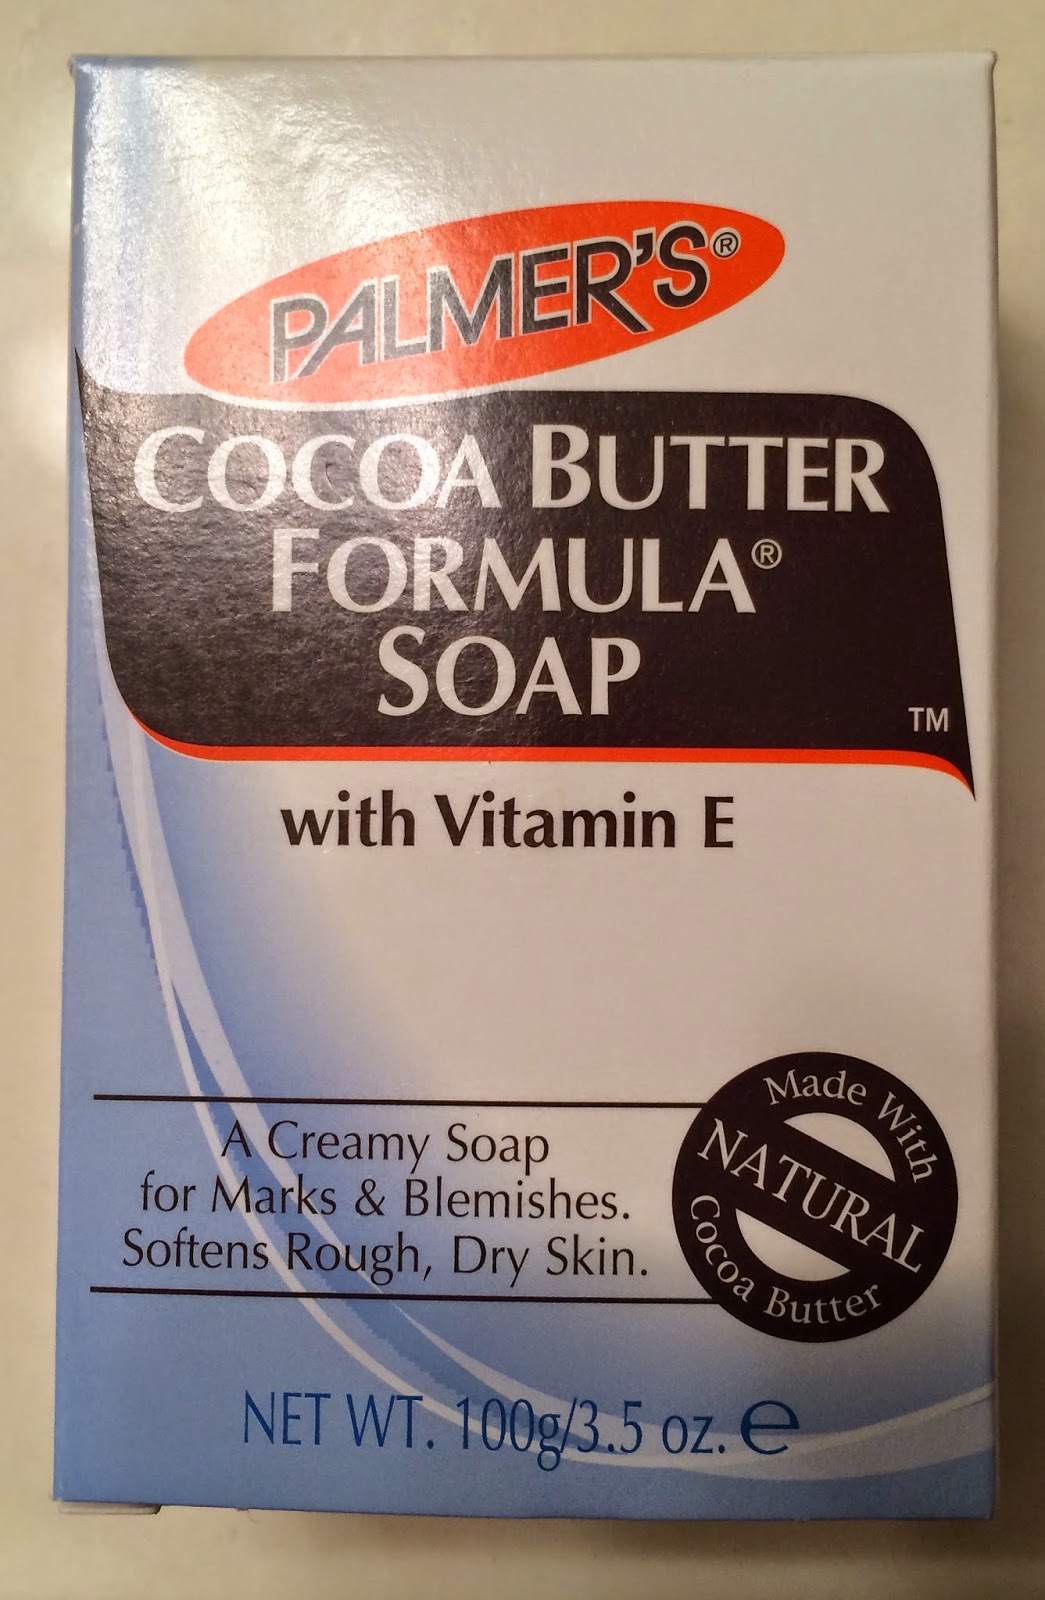 PALMER'S®
COCOA BUTTER
FORMULA®
SOAP
TM
with Vitamin E
A Creamy Soap
for Marks & Blemishes.
Softens Rough, Dry Skin.
Made With
NATURAL
Cocoa Butter
NET WT. 100g/3.5 oz. ℮